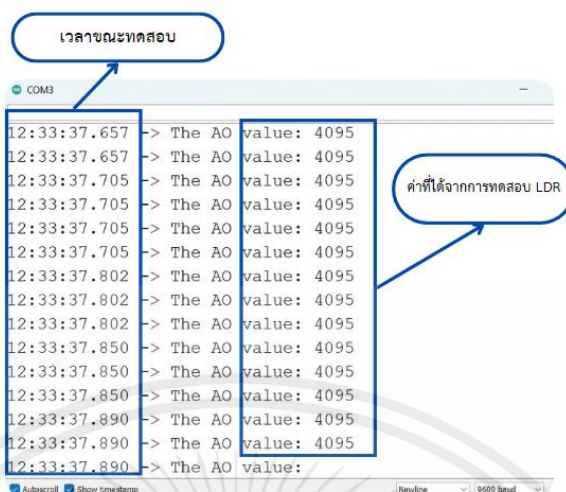 เวลาขณะทดสอบ
COM3
12:33:37.657 -> The AO value: 4095
12:33:37.657 -> The AO value: 4095
12:33:37.705 -> The AO value: 4095
12:33:37.705 -> The AO value: 4095
12:33:37.705 -> The AO value: 4095
12:33:37.705 -> The AO value: 4095
12:33:37.802 -> The AO value: 4095
12:33:37.802 -> The AO value: 4095
12:33:37.802 -> The AO value: 4095
12:33:37.850 -> The AO value: 4095
12:33:37.850 -> The AO value: 4095
12:33:37.850 -> The AO value: 4095
12:33:37.890 -> The AO value: 4095
12:33:37.890 -> The AO value: 4095
12:33:37.890 -> The AO value:
ค่าที่ได้จากการทดสอบ LDR
Autoscroll Show timestamp Newline 9600 baud